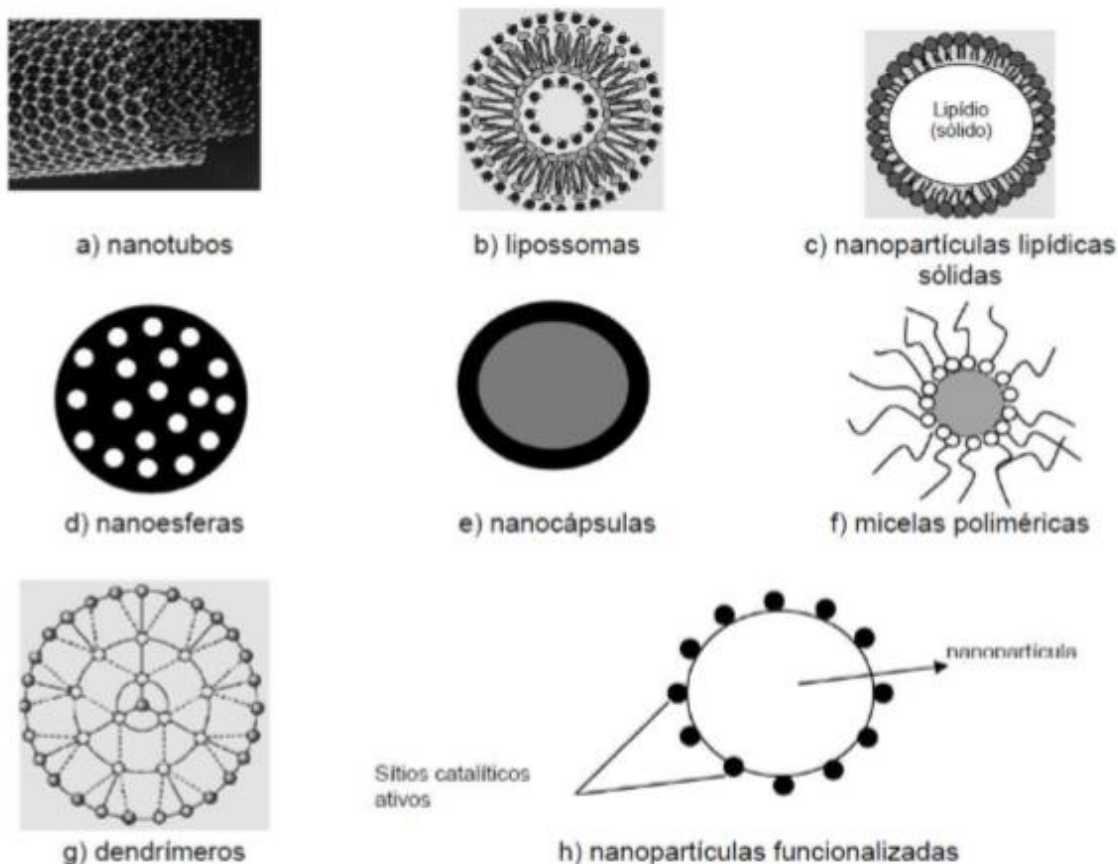 Lipídio
(sólido)
a) nanotubos
b) lipossomas
c) nanopartículas lipídicas
sólidas
d) nanoesferas
e) nanocápsulas
f) micelas poliméricas
nanopartícula
Sítios catalíticos
ativos
g) dendrímeros
h) nanopartículas funcionalizadas